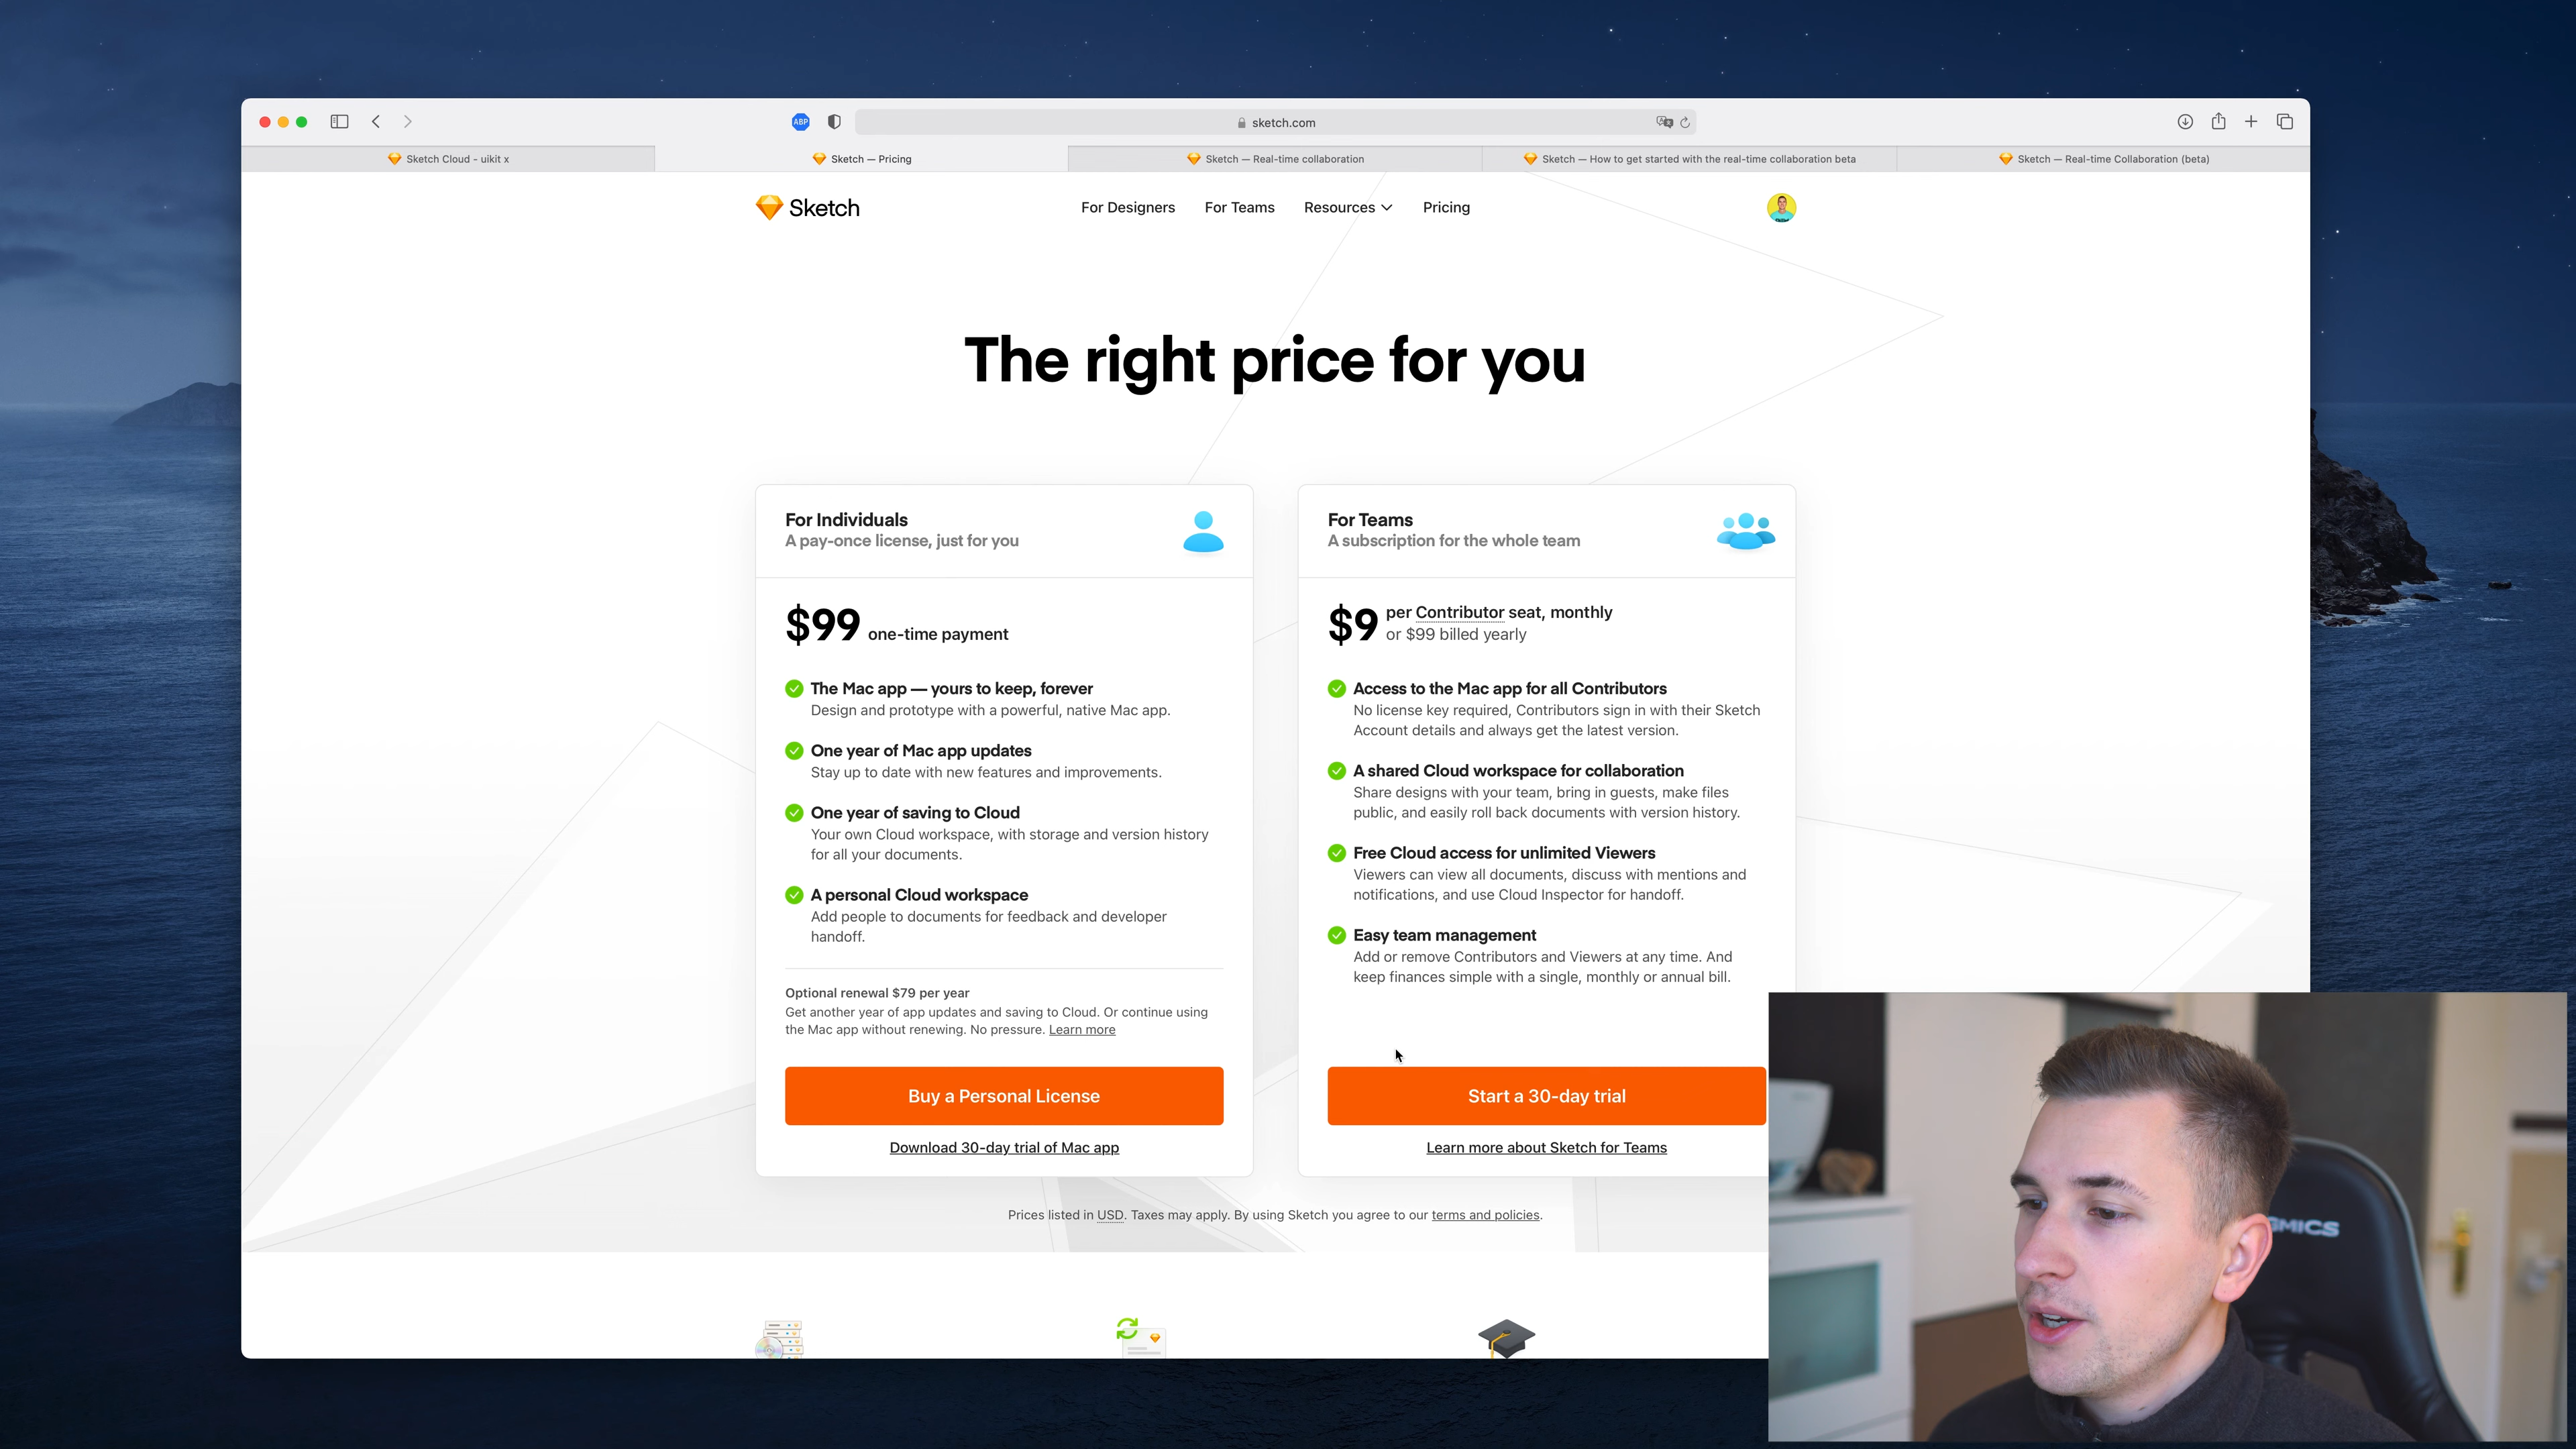 ABP
sketch.com
Sketch Cloud - uikit x
Sketch — Pricing
Sketch — Real-time collaboration
Sketch — How to get started with the real-time collaboration beta
Sketch — Real-time Collaboration (beta)
Sketch
For Designers
For Teams
Resources
Pricing
The right price for you
For Individuals
A pay-once license, just for you
$99 one-time payment
The Mac app — yours to keep, forever
Design and prototype with a powerful, native Mac app.
One year of Mac app updates
Stay up to date with new features and improvements.
One year of saving to Cloud
Your own Cloud workspace, with storage and version history
for all your documents.
A personal Cloud workspace
Add people to documents for feedback and developer
handoff.
Optional renewal $79 per year
Get another year of app updates and saving to Cloud. Or continue using
the Mac app without renewing. No pressure. Learn more
Buy a Personal License
Download 30-day trial of Mac app
For Teams
A subscription for the whole team
$9 per Contributor seat, monthly
or $99 billed yearly
Access to the Mac app for all Contributors
No license key required, Contributors sign in with their Sketch
Account details and always get the latest version.
A shared Cloud workspace for collaboration
Share designs with your team, bring in guests, make files
public, and easily roll back documents with version history.
Free Cloud access for unlimited Viewers
Viewers can view all documents, discuss with mentions and
notifications, and use Cloud Inspector for handoff.
Easy team management
Add or remove Contributors and Viewers at any time. And
keep finances simple with a single, monthly or annual bill.
Start a 30-day trial
Learn more about Sketch for Teams
Prices listed in USD. Taxes may apply. By using Sketch you agree to our terms and policies.